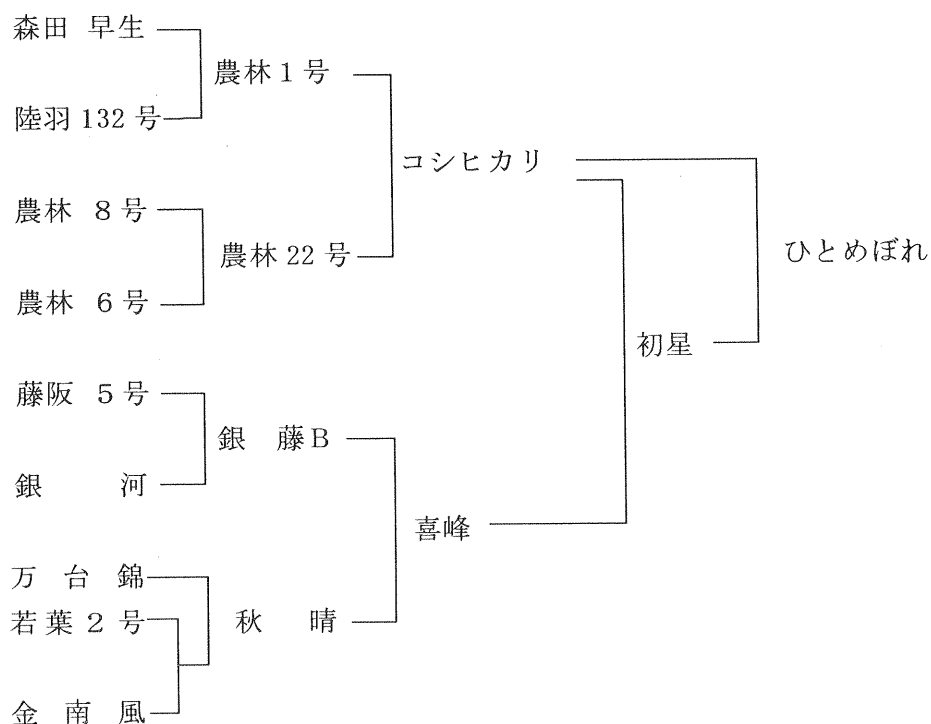 森田 早生
農林1号
陸羽132号
コシヒカリ
農林 8号
農林22号
ひとめぼれ
農林 6号
初星
藤阪 5号
銀 藤B
銀 河
喜峰
万 台 錦
若葉2号
秋 晴
金 南 風